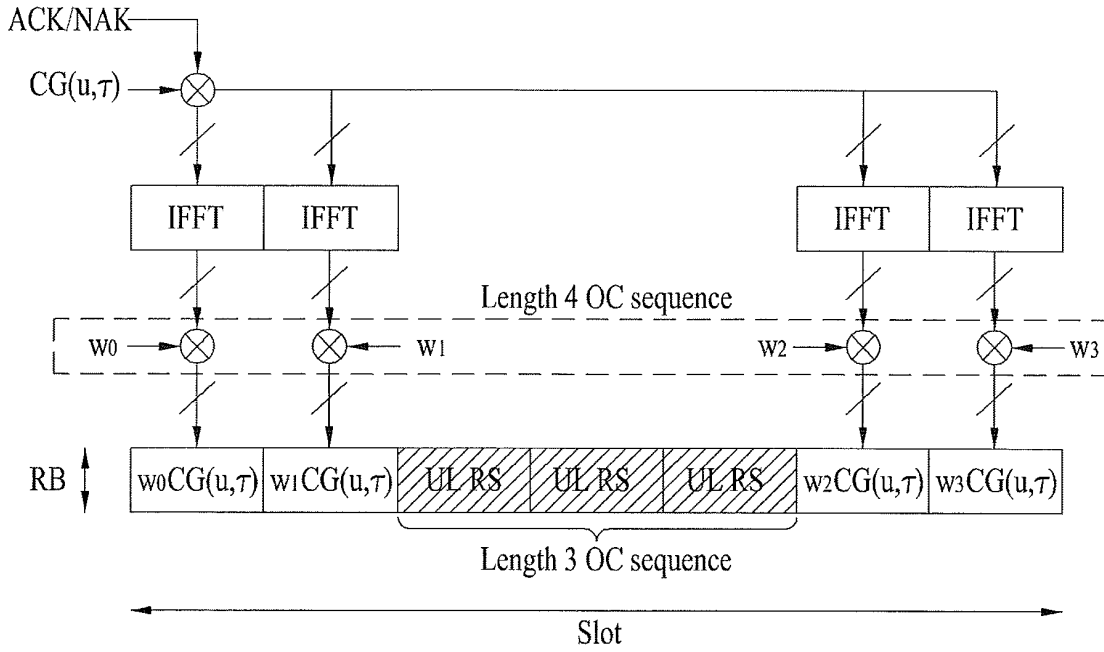 ACK/NAK
CG(u,τ)
IFFT IFFT IFFT IFFT
Length 4 OC sequence
w0 w1 w2 w3
RB w0CG(u,τ) w1CG(u,τ) UL RS UL RS UL RS w2CG(u,τ) w3CG(u,τ)
Length 3 OC sequence
Slot